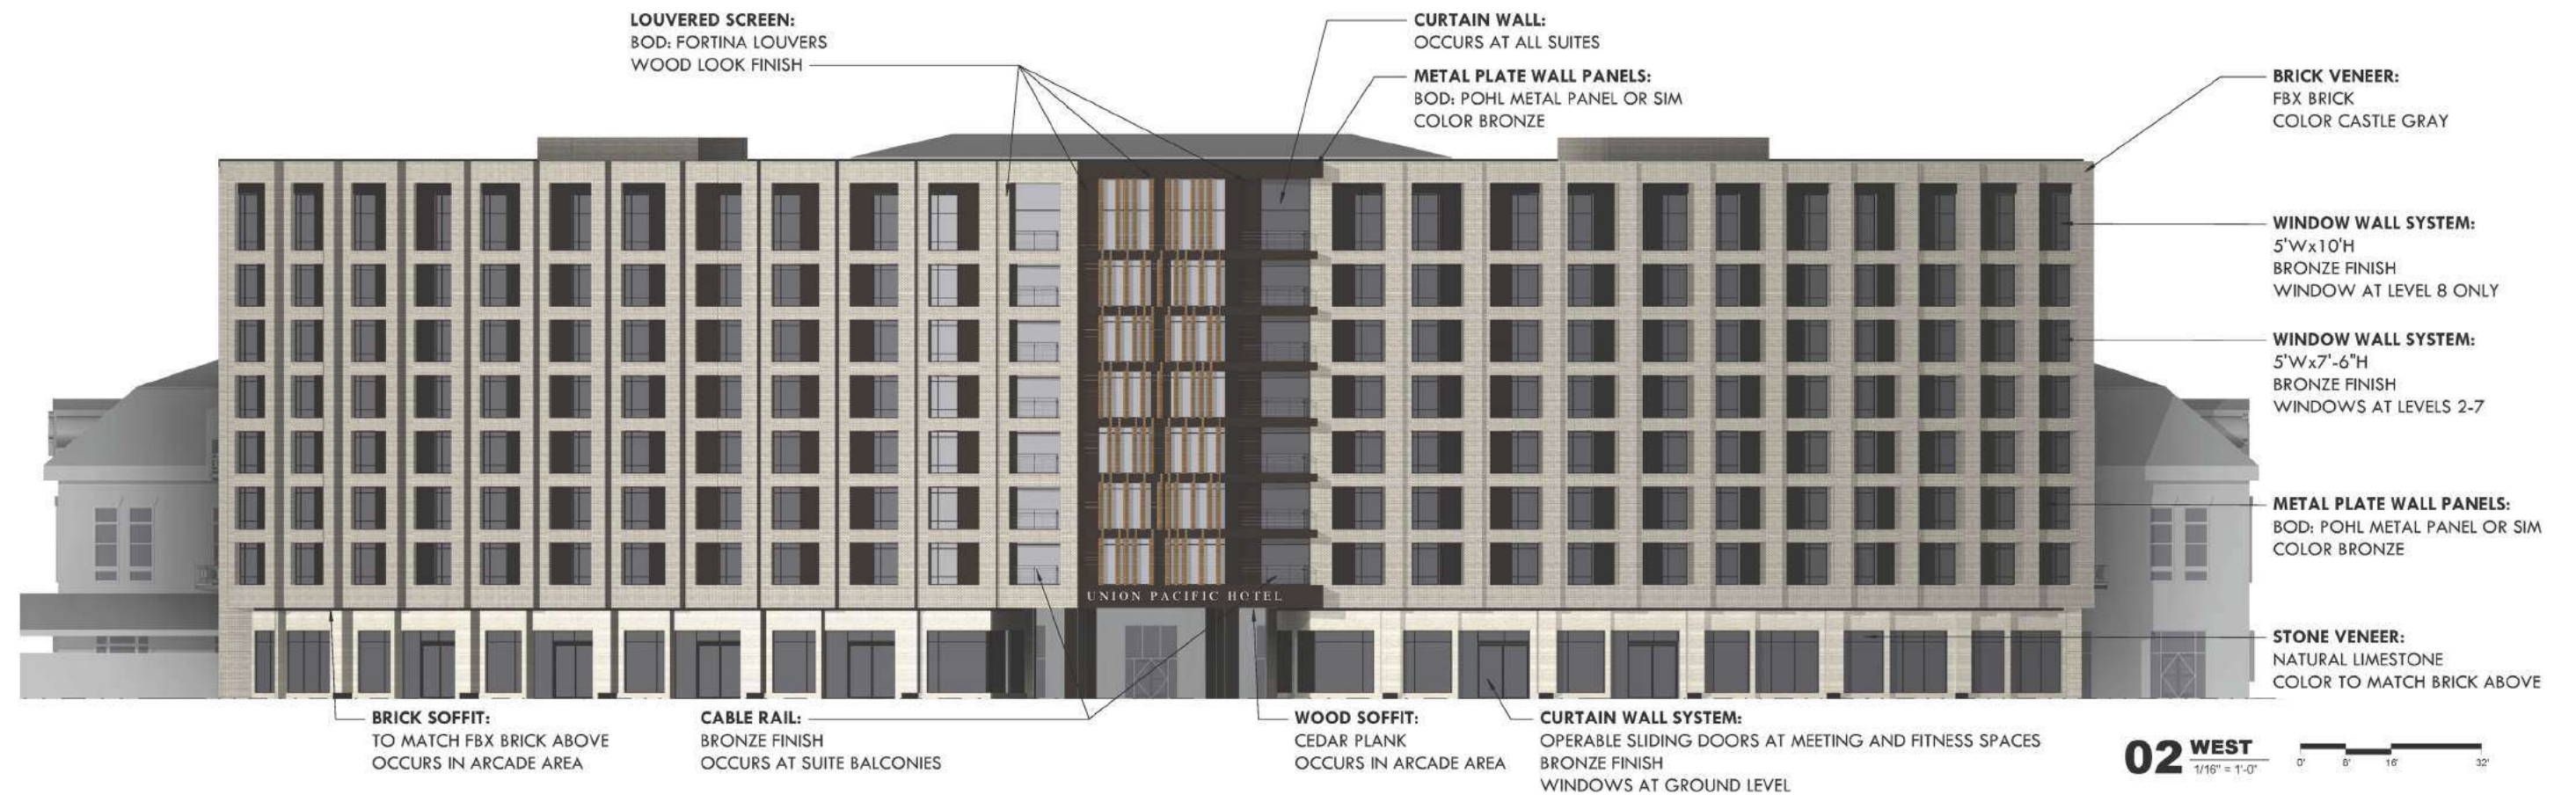 LOUVERED SCREEN:
BOD: FORTINA LOUVERS
WOOD LOOK FINISH
CURTAIN WALL:
OCCURS AT ALL SUITES
METAL PLATE WALL PANELS:
BOD: POHL METAL PANEL OR SIM
COLOR BRONZE
BRICK VENEER:
FBX BRICK
COLOR CASTLE GRAY
WINDOW WALL SYSTEM:
5'Wx10'H
BRONZE FINISH
WINDOW AT LEVEL 8 ONLY
WINDOW WALL SYSTEM:
5'Wx7'-6"H
BRONZE FINISH
WINDOWS AT LEVELS 2-7
METAL PLATE WALL PANELS:
BOD: POHL METAL PANEL OR SIM
COLOR BRONZE
UNION PACIFIC HOTEL
STONE VENEER:
NATURAL LIMESTONE
COLOR TO MATCH BRICK ABOVE
BRICK SOFFIT:
TO MATCH FBX BRICK ABOVE
OCCURS IN ARCADE AREA
CABLE RAIL:
BRONZE FINISH
OCCURS AT SUITE BALCONIES
WOOD SOFFIT:
CEDAR PLANK
OCCURS IN ARCADE AREA
CURTAIN WALL SYSTEM:
OPERABLE SLIDING DOORS AT MEETING AND FITNESS SPACES
BRONZE FINISH
WINDOWS AT GROUND LEVEL
02 WEST
1/16" = 1'-0"
0' 8' 16' 32'